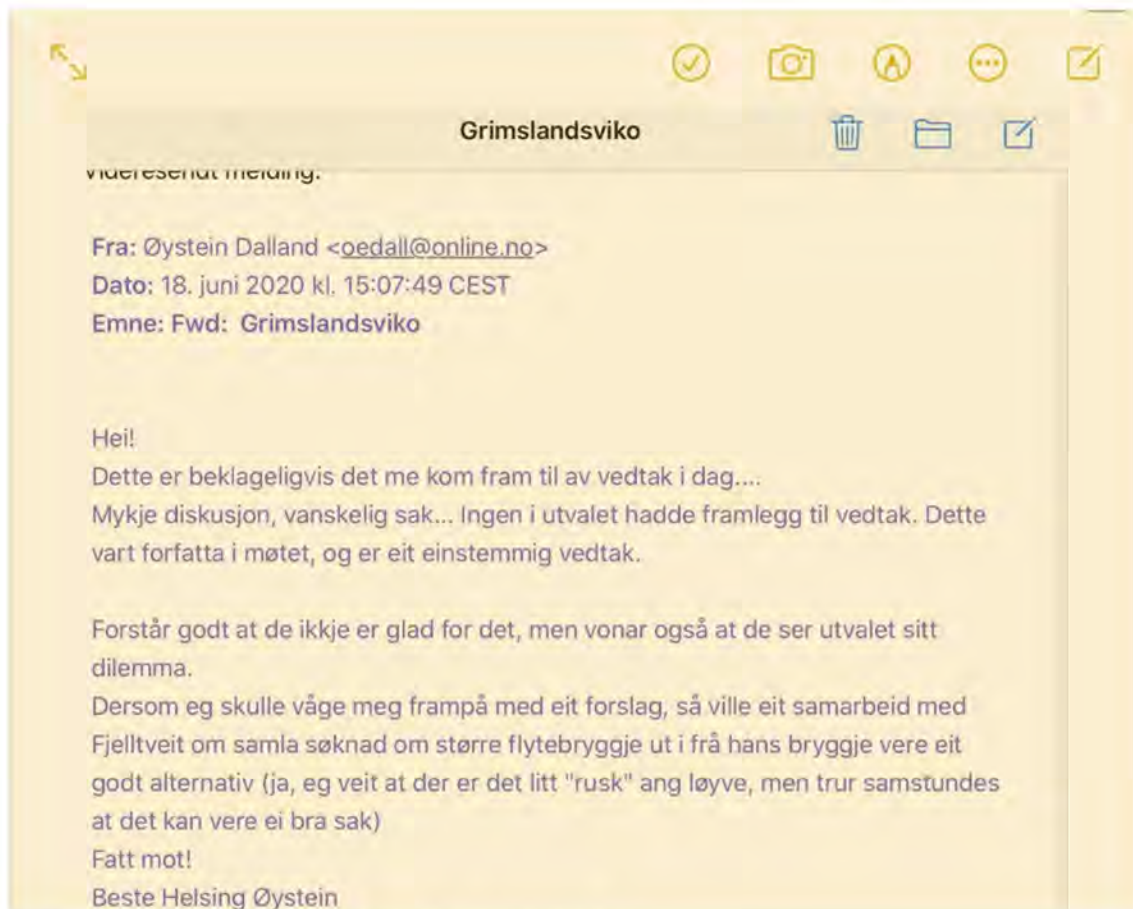 Grimslandsviko
Videresendt melding:
Fra: Øystein Dalland <oedall@online.no>
Dato: 18. juni 2020 kl. 15:07:49 CEST
Emne: Fwd: Grimslandsviko
Hei!
Dette er beklageligvis det me kom fram til av vedtak i dag....
Mykje diskusjon, vanskelig sak... Ingen i utvalet hadde framlegg til vedtak. Dette
vart forfatta i møtet, og er eit einstemmig vedtak.
Forstår godt at de ikkje er glad for det, men vonar også at de ser utvalet sitt
dilemma.
Dersom eg skulle våge meg frampå med eit forslag, så ville eit samarbeid med
Fjelltveit om samla søknad om større flytebryggje ut i frå hans bryggje vere eit
godt alternativ (ja, eg veit at der er det litt "rusk" ang løyve, men trur samstundes
at det kan vere ei bra sak)
Fatt mot!
Beste Helsing Øystein